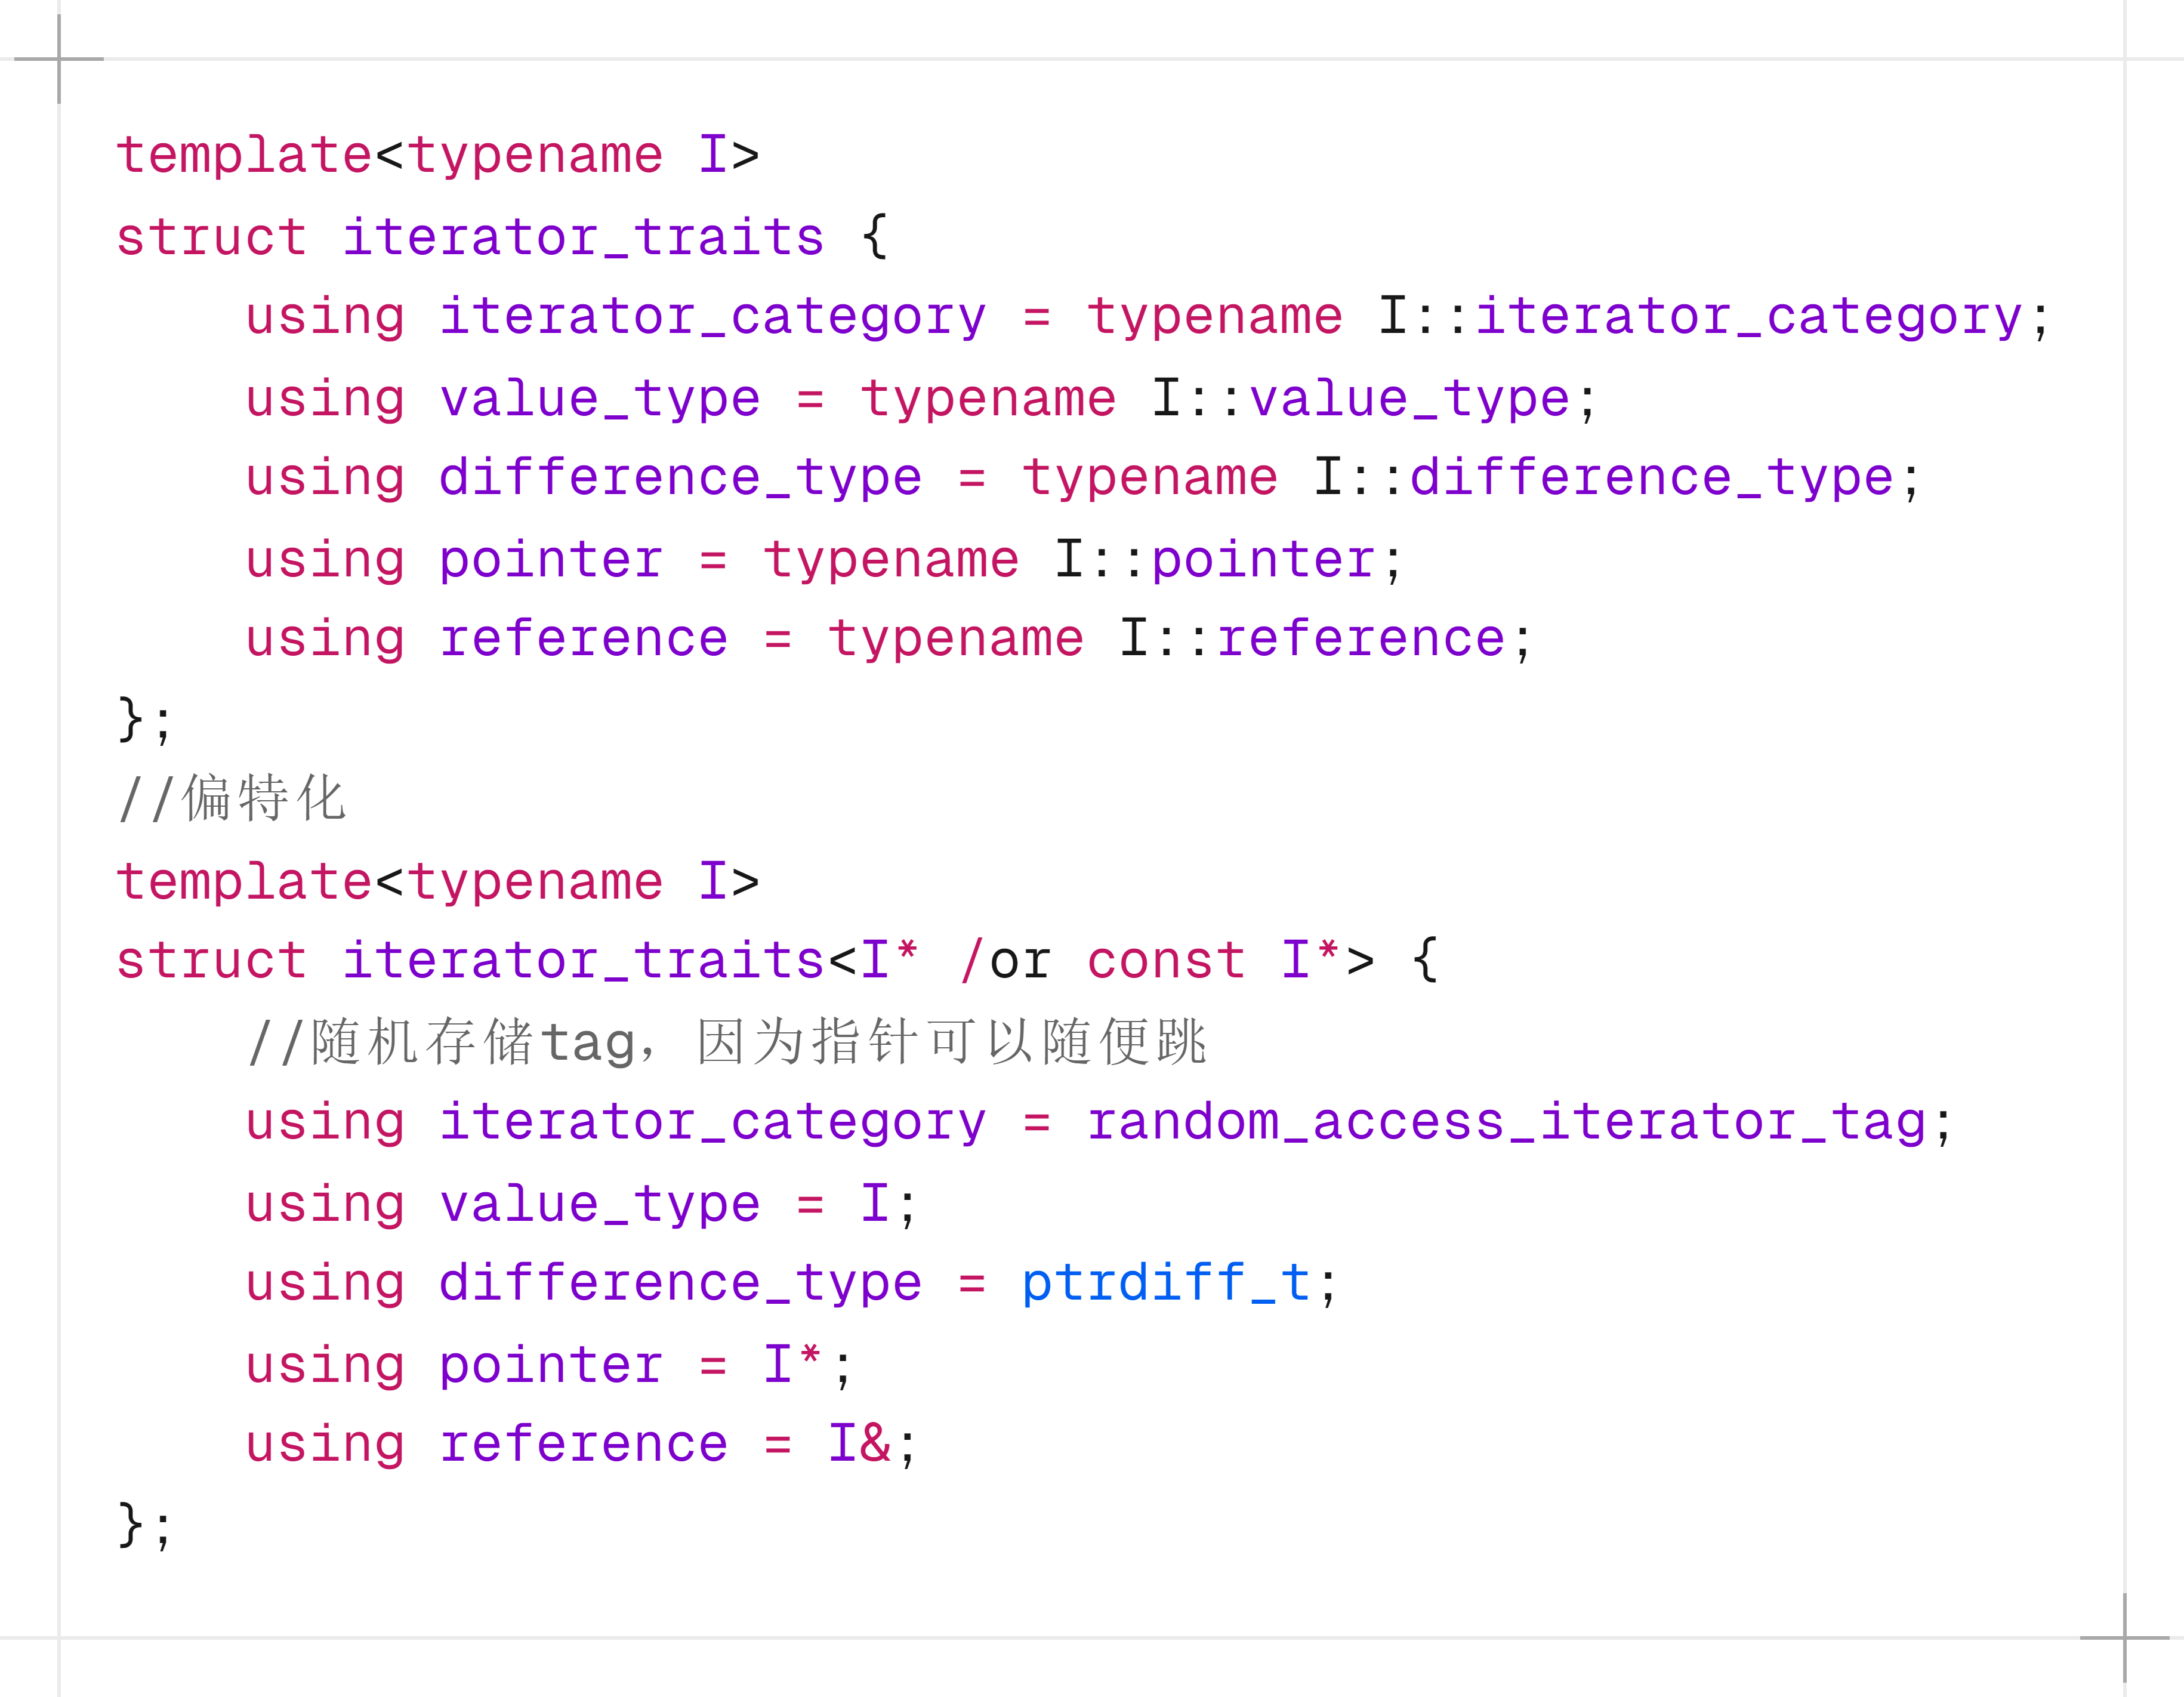 template<typename I>
struct iterator_traits {
    using iterator_category = typename I::iterator_category;
    using value_type = typename I::value_type;
    using difference_type = typename I::difference_type;
    using pointer = typename I::pointer;
    using reference = typename I::reference;
};
//偏特化
template<typename I>
struct iterator_traits<I* /or const I*> {
    //随机存储tag，因为指针可以随便跳
    using iterator_category = random_access_iterator_tag;
    using value_type = I;
    using difference_type = ptrdiff_t;
    using pointer = I*;
    using reference = I&;
};